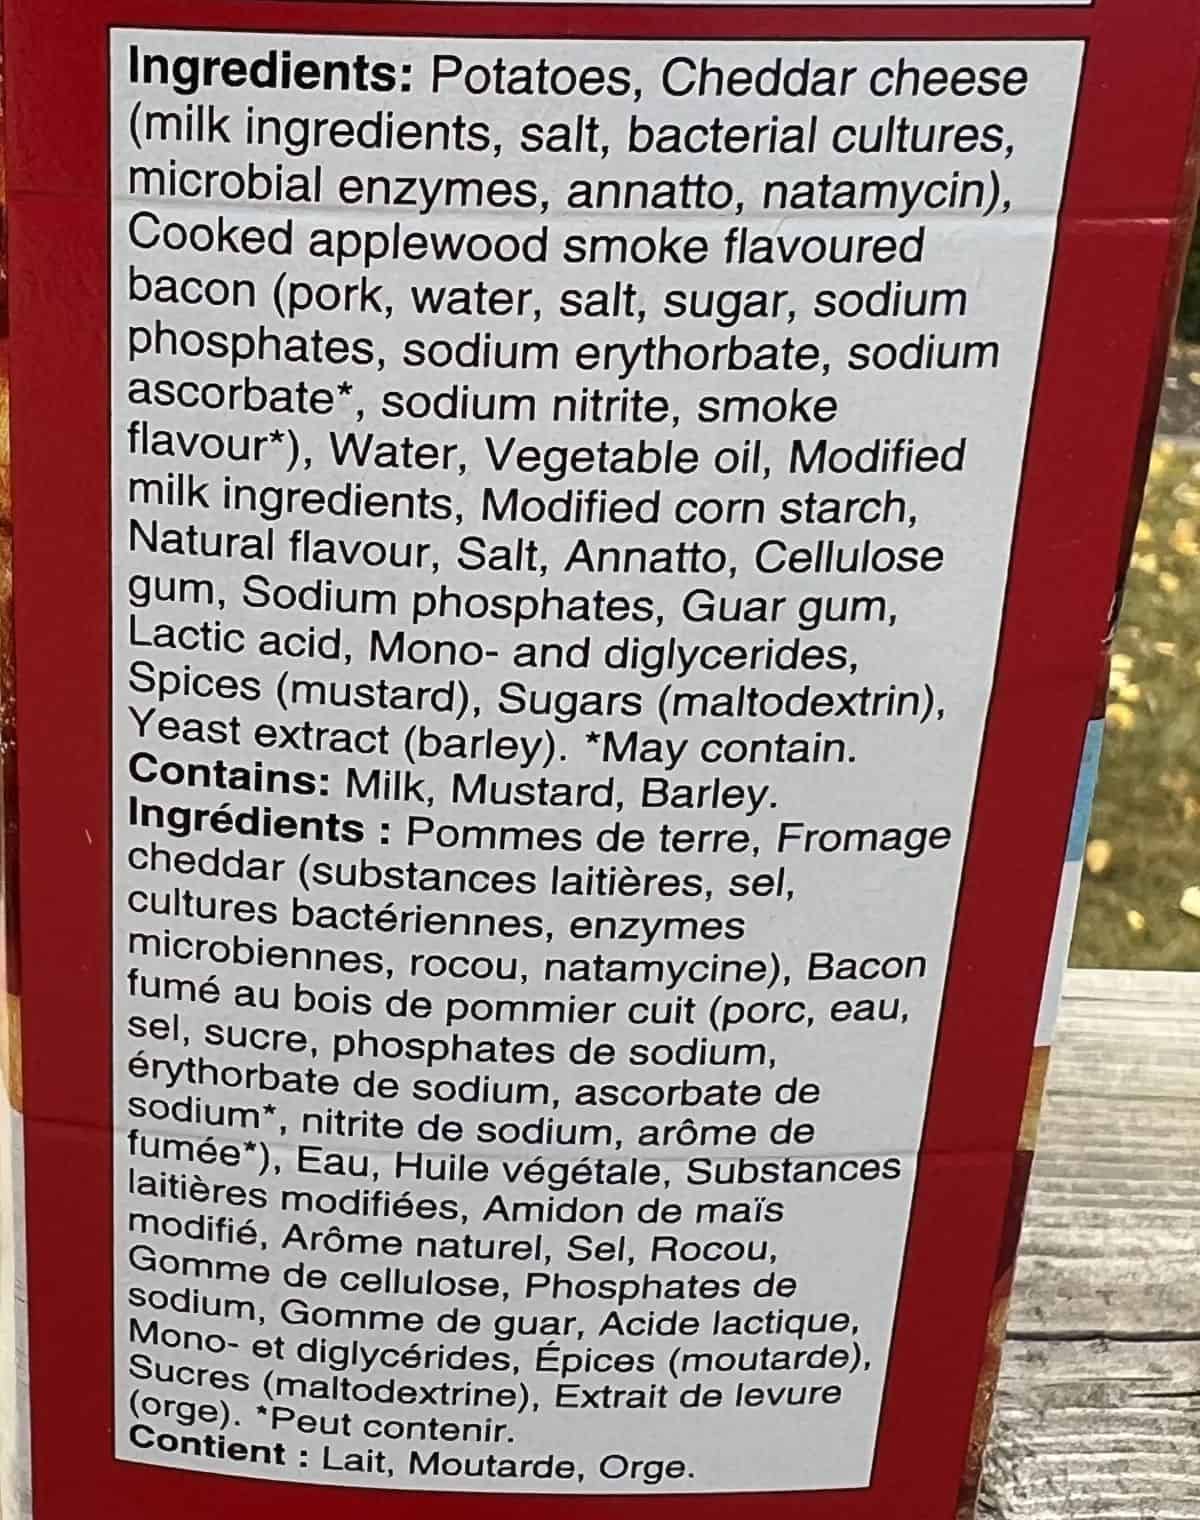 Ingredients: Potatoes, Cheddar cheese
(milk ingredients, salt, bacterial cultures,
microbial enzymes, annatto, natamycin),
Cooked applewood smoke flavoured
bacon (pork, water, salt, sugar, sodium
phosphates, sodium erythorbate, sodium
ascorbate*, sodium nitrite, smoke
flavour*), Water, Vegetable oil, Modified
milk ingredients, Modified corn starch,
Natural flavour, Salt, Annatto, Cellulose
gum, Sodium phosphates, Guar gum,
Lactic acid, Mono- and diglycerides,
Spices (mustard), Sugars (maltodextrin),
Yeast extract (barley). *May contain.
Contains: Milk, Mustard, Barley.
Ingrédients : Pommes de terre, Fromage
cheddar (substances laitières, sel,
cultures bactériennes, enzymes
microbiennes, rocou, natamycine), Bacon
fumé au bois de pommier cuit (porc, eau,
sel, sucre, phosphates de sodium,
érythorbate de sodium, ascorbate de
sodium*, nitrite de sodium, arôme de
fumée*), Eau, Huile végétale, Substances
laitières modifiées, Amidon de maïs
modifié, Arôme naturel, Sel, Rocou,
Gomme de cellulose, Phosphates de
sodium, Gomme de guar, Acide lactique,
Mono- et diglycérides, Épices (moutarde),
Sucres (maltodextrine), Extrait de levure
(orge). *Peut contenir.
Contient : Lait, Moutarde, Orge.